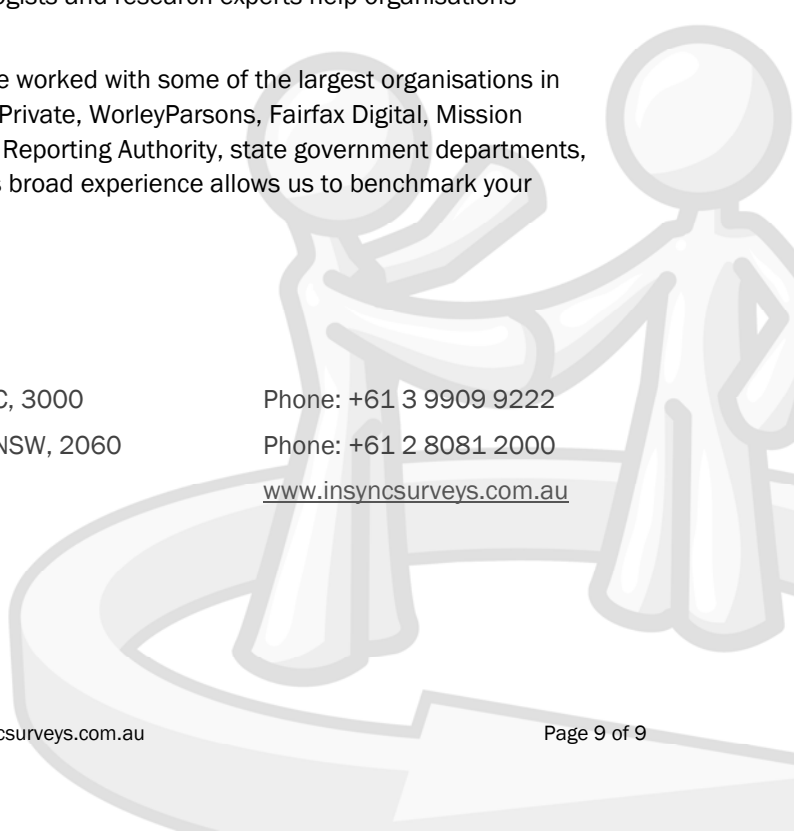 and research experts help organisations
worked with some of the largest organisations in
Private, WorleyParsons, Fairfax Digital, Mission
Reporting Authority, state government departments,
broad experience allows us to benchmark your
3000 Phone: +61 3 9909 9222
NSW, 2060 Phone: +61 2 8081 2000
www.insyncsurveys.com.au
csurveys.com.au Page 9 of 9